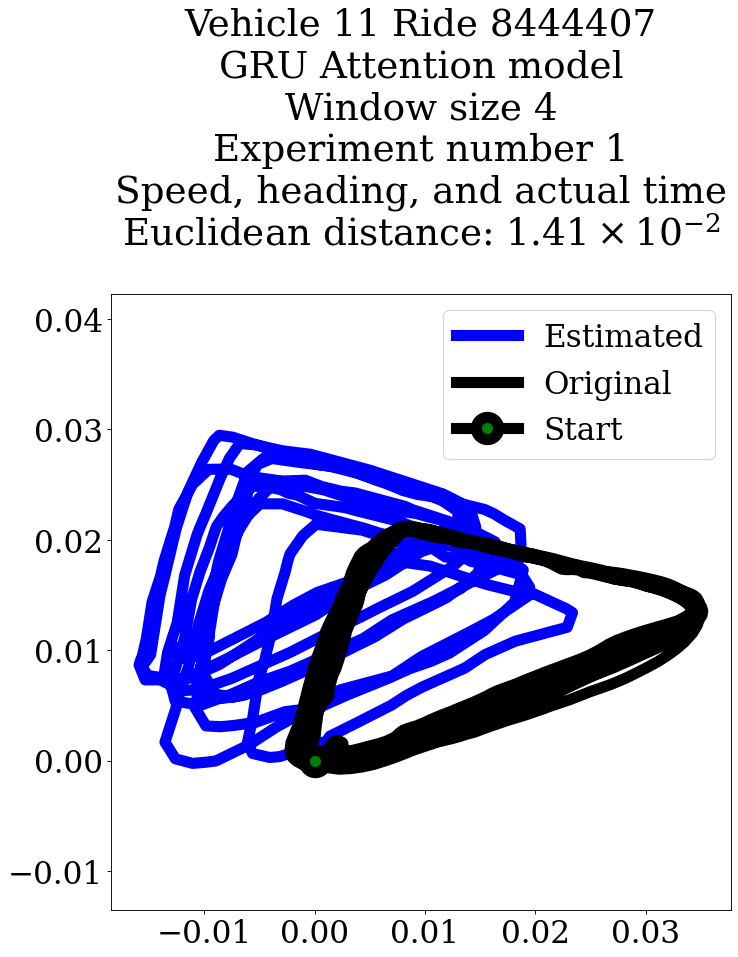 Vehicle 11 Ride 8444407
GRU Attention model
Window size 4
Experiment number 1
Speed, heading, and actual time
Euclidean distance: 1.41 × 10⁻²
Estimated
Original
Start
0.04
0.03
0.02
0.01
0.00
−0.01
−0.01 0.00 0.01 0.02 0.03